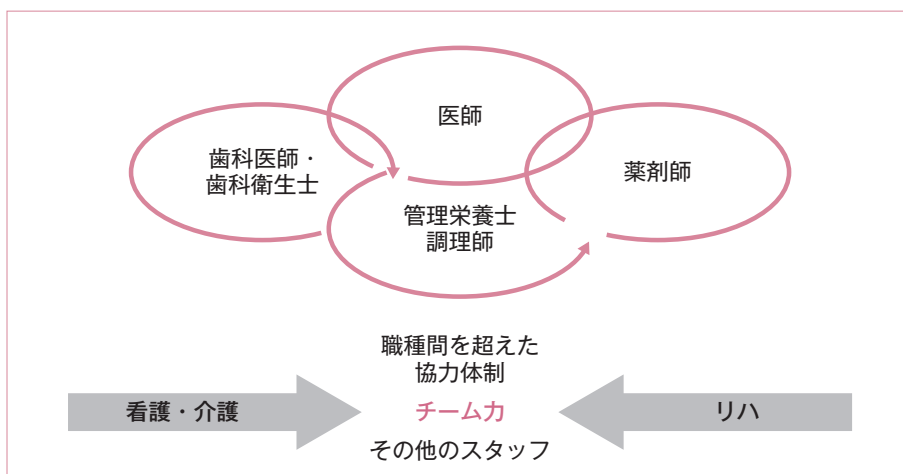 医師
歯科医師・
歯科衛生士
薬剤師
管理栄養士
調理師
職種間を超えた
協力体制
看護・介護
チーム力
リハ
その他のスタッフ